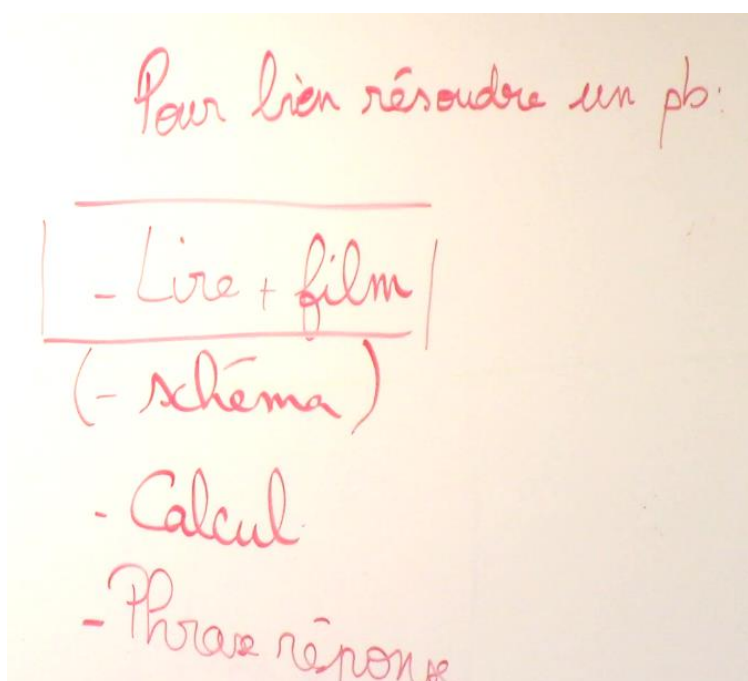 Pour bien résoudre un pb:
- Lire + film
(- schéma)
- Calcul.
- Phrase réponse